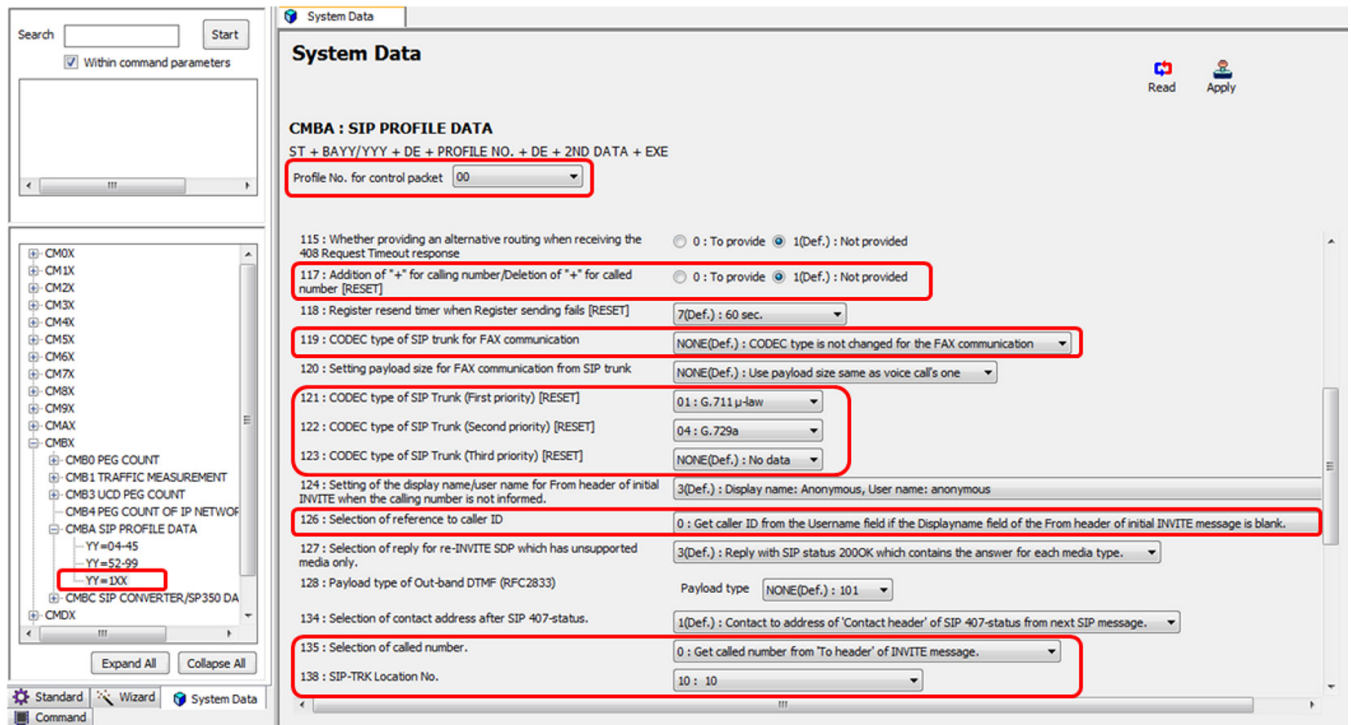 Search
Start
Within command parameters
CM0X
CM1X
CM2X
CM3X
CM4X
CM5X
CM6X
CM7X
CM8X
CM9X
CMAX
CMBX
CMB0 PEG COUNT
CMB1 TRAFFIC MEASUREMENT
CMB3 UCD PEG COUNT
CMB4 PEG COUNT OF IP NETWOR
CMBA SIP PROFILE DATA
YY=04-45
YY=52-99
YY=1XX
CMBC SIP CONVERTER/SP350 DA
CMDX
Expand All
Collapse All
Standard
Wizard
System Data
Command
System Data
System Data
Read
Apply
CMBA : SIP PROFILE DATA
ST + BAYY/YYY + DE + PROFILE NO. + DE + 2ND DATA + EXE
Profile No. for control packet 00
115 : Whether providing an alternative routing when receiving the
408 Request Timeout response
0 : To provide 1(Def.) : Not provided
117 : Addition of "+" for calling number/Deletion of "+" for called
number [RESET]
0 : To provide 1(Def.) : Not provided
118 : Register resend timer when Register sending fails [RESET]
7(Def.) : 60 sec.
119 : CODEC type of SIP trunk for FAX communication
NONE(Def.) : CODEC type is not changed for the FAX communication
120 : Setting payload size for FAX communication from SIP trunk
NONE(Def.) : Use payload size same as voice call's one
121 : CODEC type of SIP Trunk (First priority) [RESET]
01 : G.711 μ-law
122 : CODEC type of SIP Trunk (Second priority) [RESET]
04 : G.729a
123 : CODEC type of SIP Trunk (Third priority) [RESET]
NONE(Def.) : No data
124 : Setting of the display name/user name for From header of initial
INVITE when the calling number is not informed.
3(Def.) : Display name: Anonymous, User name: anonymous
126 : Selection of reference to caller ID
0 : Get caller ID from the Username field if the Displayname field of the From header of initial INVITE message is blank.
127 : Selection of reply for re-INVITE SDP which has unsupported
media only.
3(Def.) : Reply with SIP status 200OK which contains the answer for each media type.
128 : Payload type of Out-band DTMF (RFC2833)
Payload type NONE(Def.) : 101
134 : Selection of contact address after SIP 407-status.
1(Def.) : Contact to address of 'Contact header' of SIP 407-status from next SIP message.
135 : Selection of called number.
0 : Get called number from 'To header' of INVITE message.
138 : SIP-TRK Location No.
10 : 10